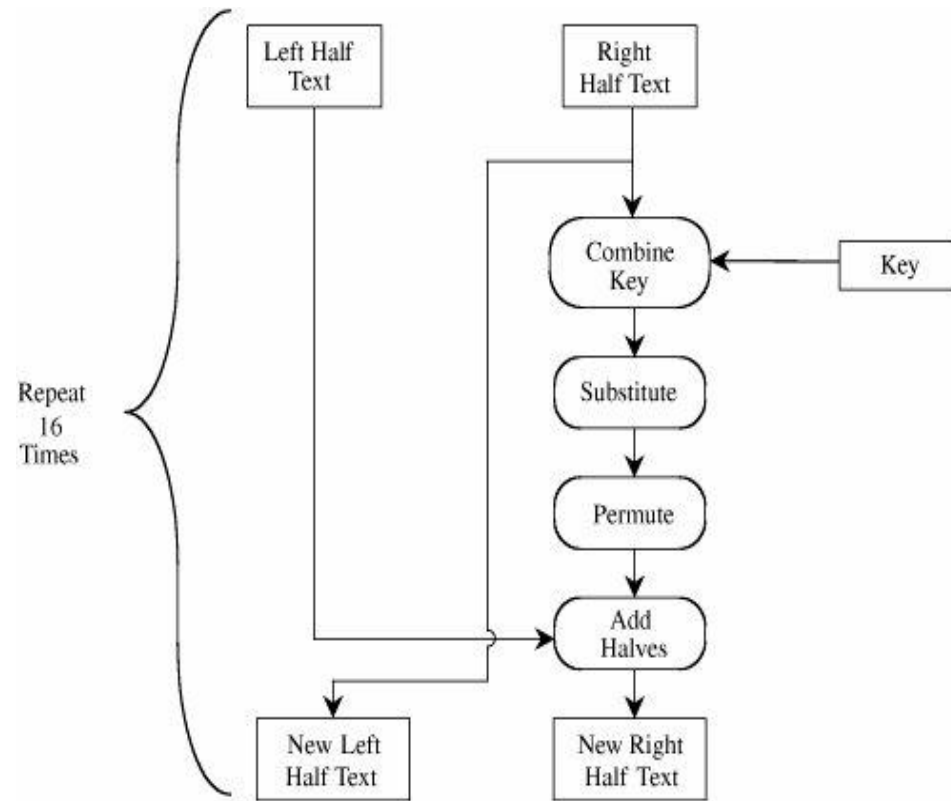 Left Half
Text
Right
Half Text
Combine
Key
Key
Substitute
Repeat
16
Times
Permute
Add
Halves
New Left
Half Text
New Right
Half Text